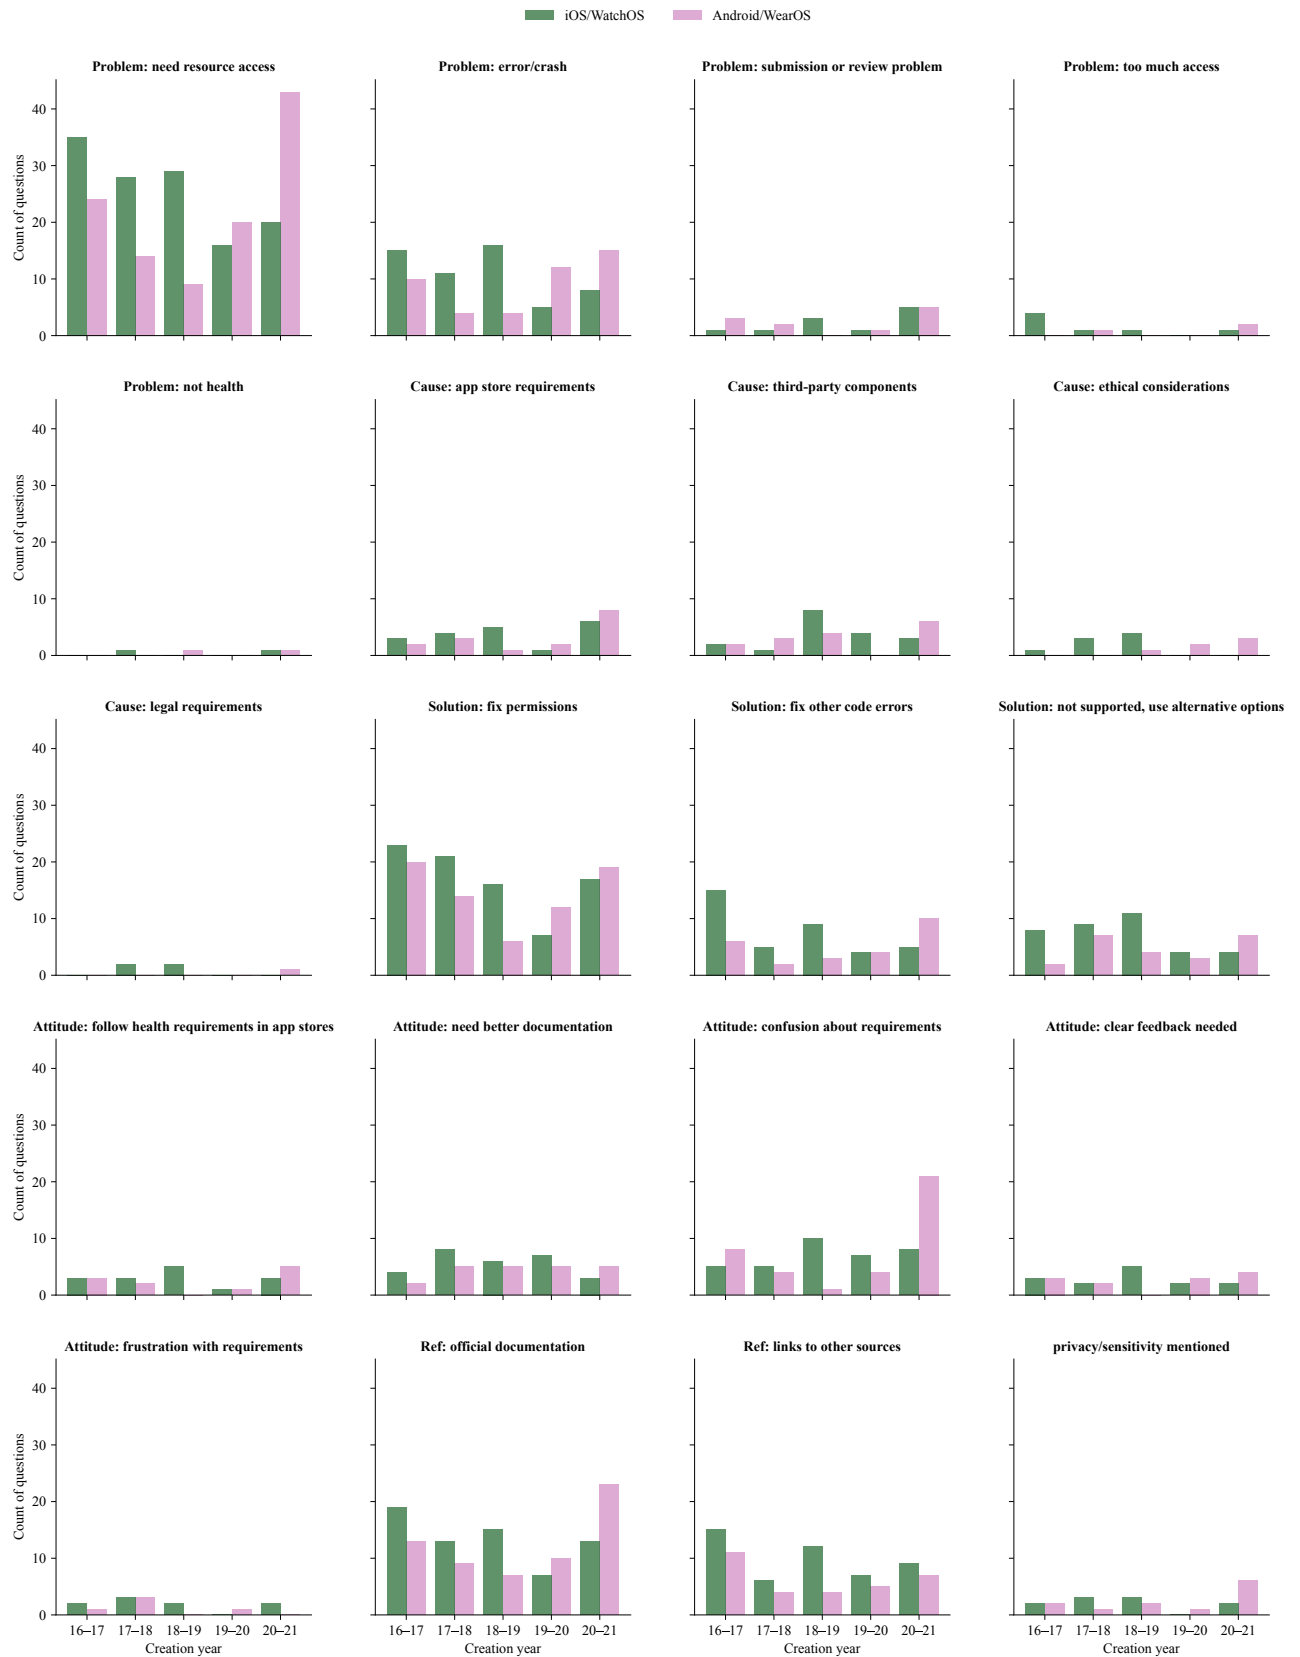 iOS/WatchOS Android/WearOS
Problem: need resource access
Problem: error/crash
Problem: submission or review problem
Problem: too much access
40
30
20
10
0
Count of questions
Problem: not health
Cause: app store requirements
Cause: third-party components
Cause: ethical considerations
40
30
20
10
0
Count of questions
Cause: legal requirements
Solution: fix permissions
Solution: fix other code errors
Solution: not supported, use alternative options
40
30
20
10
0
Count of questions
Attitude: follow health requirements in app stores
Attitude: need better documentation
Attitude: confusion about requirements
Attitude: clear feedback needed
40
30
20
10
0
Count of questions
Attitude: frustration with requirements
Ref: official documentation
Ref: links to other sources
privacy/sensitivity mentioned
40
30
20
10
0
Count of questions
16–17 17–18 18–19 19–20 20–21
Creation year
16–17 17–18 18–19 19–20 20–21
Creation year
16–17 17–18 18–19 19–20 20–21
Creation year
16–17 17–18 18–19 19–20 20–21
Creation year